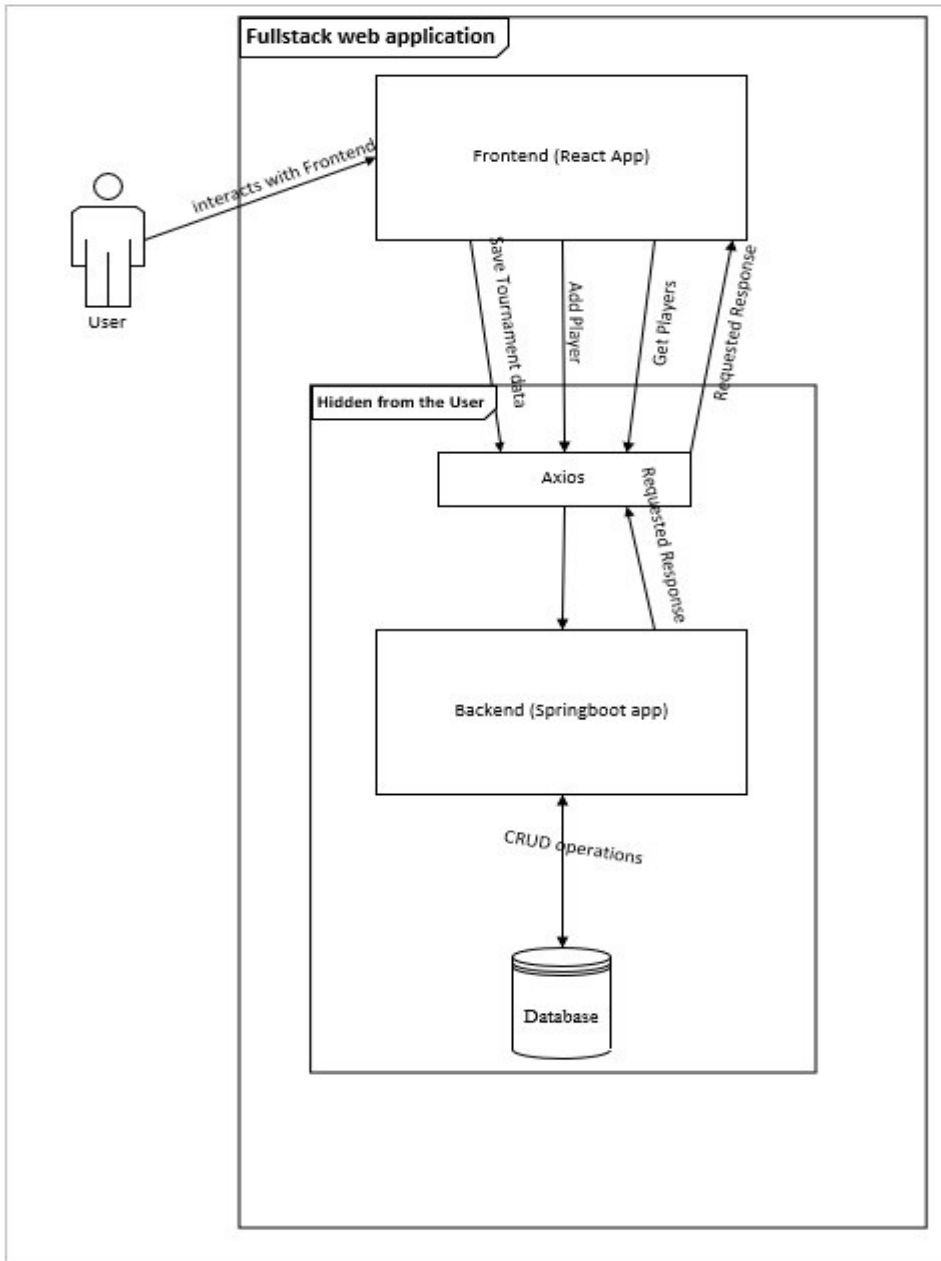 Fullstack web application
Frontend (React App)
interacts with Frontend
User
Save Tournament data
Add Player
Get Players
Requested Response
Hidden from the User
Axios
Requested Response
Backend (Springboot app)
CRUD operations
Database